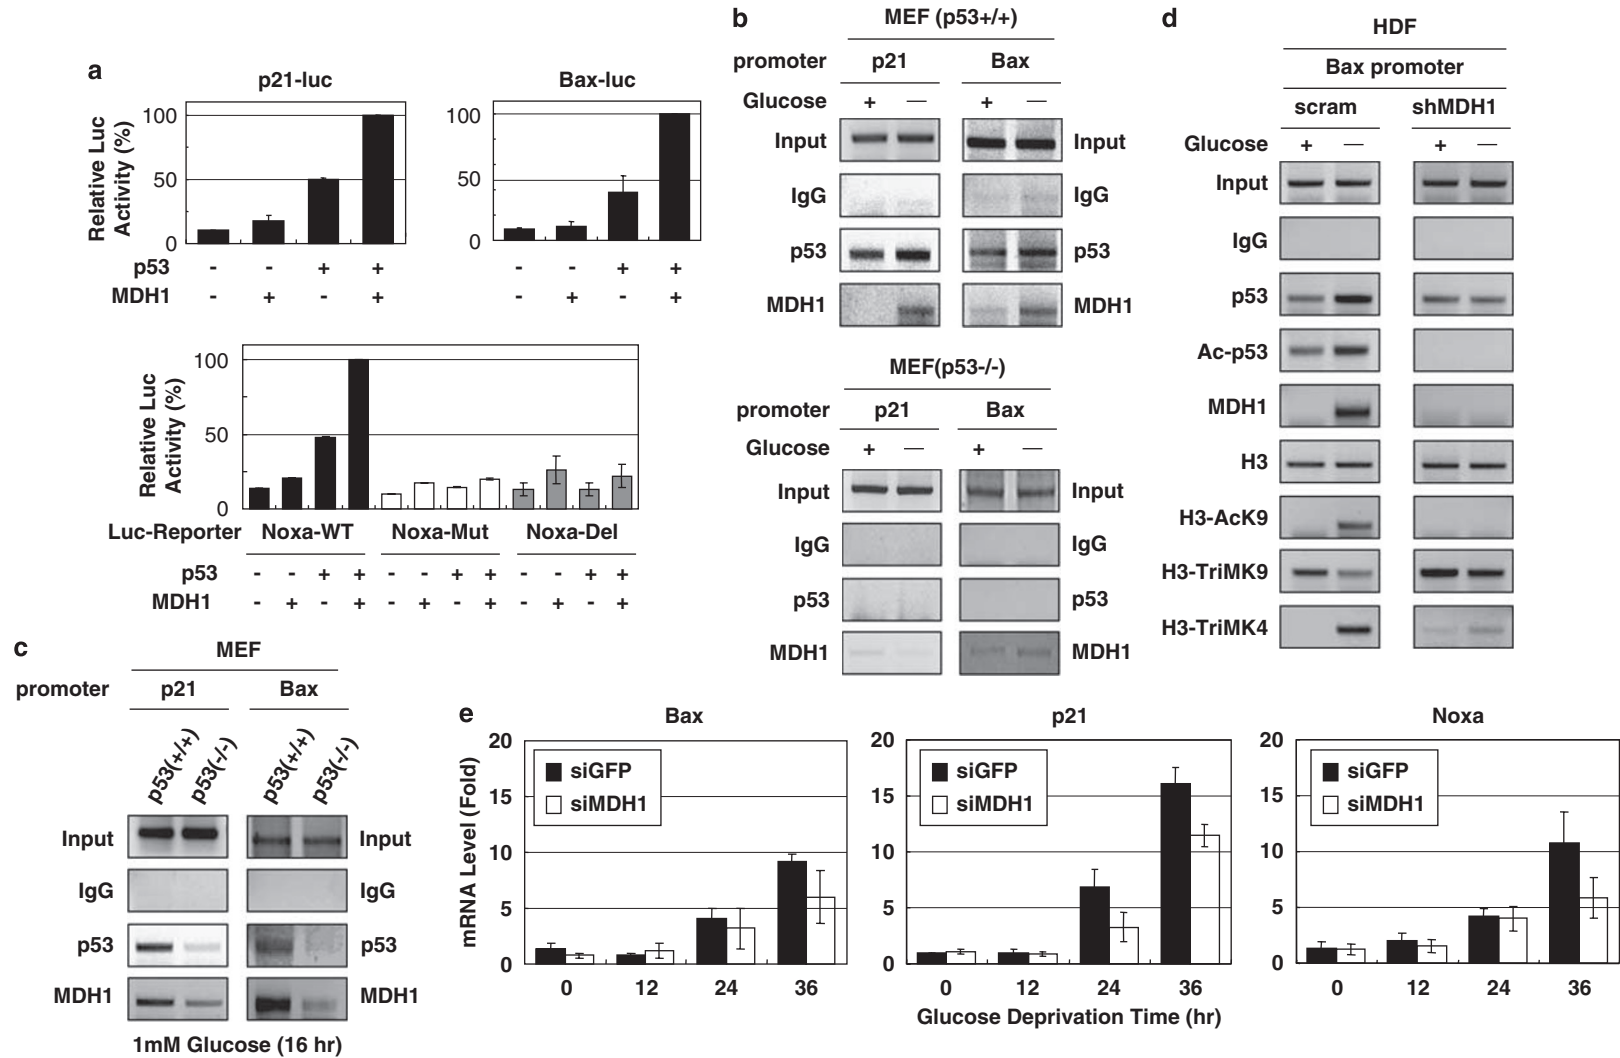 a
p21-luc
Relative Luc
Activity (%)
100
50
0
Bax-luc
100
50
0
p53 - - + + - - + +
MDH1 - + - + - + - +
Relative Luc
Activity (%)
100
50
0
Luc-Reporter Noxa-WT Noxa-Mut Noxa-Del
p53 - - + + - - + + - - + +
MDH1 - + - + - + - + - + - +
b
MEF (p53+/+)
promoter p21 Bax
Glucose + — + —
Input Input
IgG IgG
p53 p53
MDH1 MDH1
MEF(p53-/-)
promoter p21 Bax
Glucose + — + —
Input Input
IgG IgG
p53 p53
MDH1 MDH1
c
MEF
promoter p21 Bax
p53(+/+) p53(-/-) p53(+/+) p53(-/-)
Input Input
IgG IgG
p53 p53
MDH1 MDH1
1mM Glucose (16 hr)
d
HDF
Bax promoter
scram shMDH1
Glucose + — + —
Input
IgG
p53
Ac-p53
MDH1
H3
H3-AcK9
H3-TriMK9
H3-TriMK4
e
Bax
mRNA Level (Fold)
20
15
10
5
0
siGFP
siMDH1
0 12 24 36
p21
20
15
10
5
0
siGFP
siMDH1
0 12 24 36
Noxa
20
15
10
5
0
siGFP
siMDH1
0 12 24 36
Glucose Deprivation Time (hr)